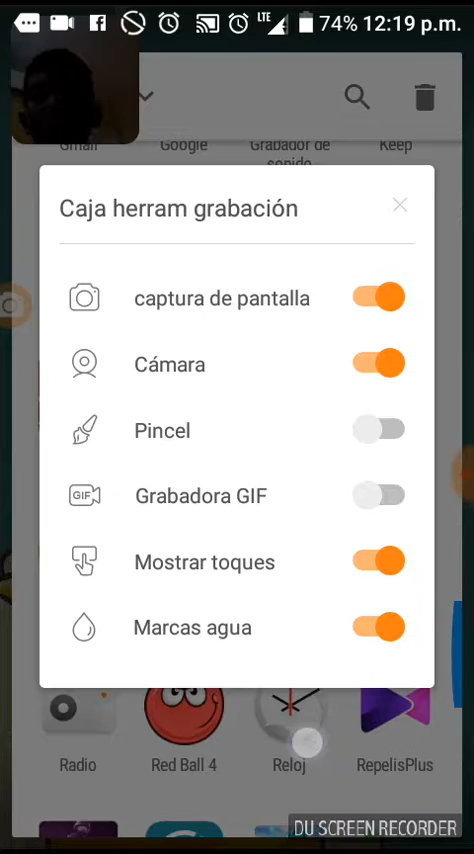 LTE 74% 12:19 p.m.
Gmail Google Grabador de sonido Keep
Caja herram grabación
captura de pantalla
Cámara
Pincel
GIF Grabadora GIF
Mostrar toques
Marcas agua
Radio Red Ball 4 Reloj RepelisPlus
DU SCREEN RECORDER